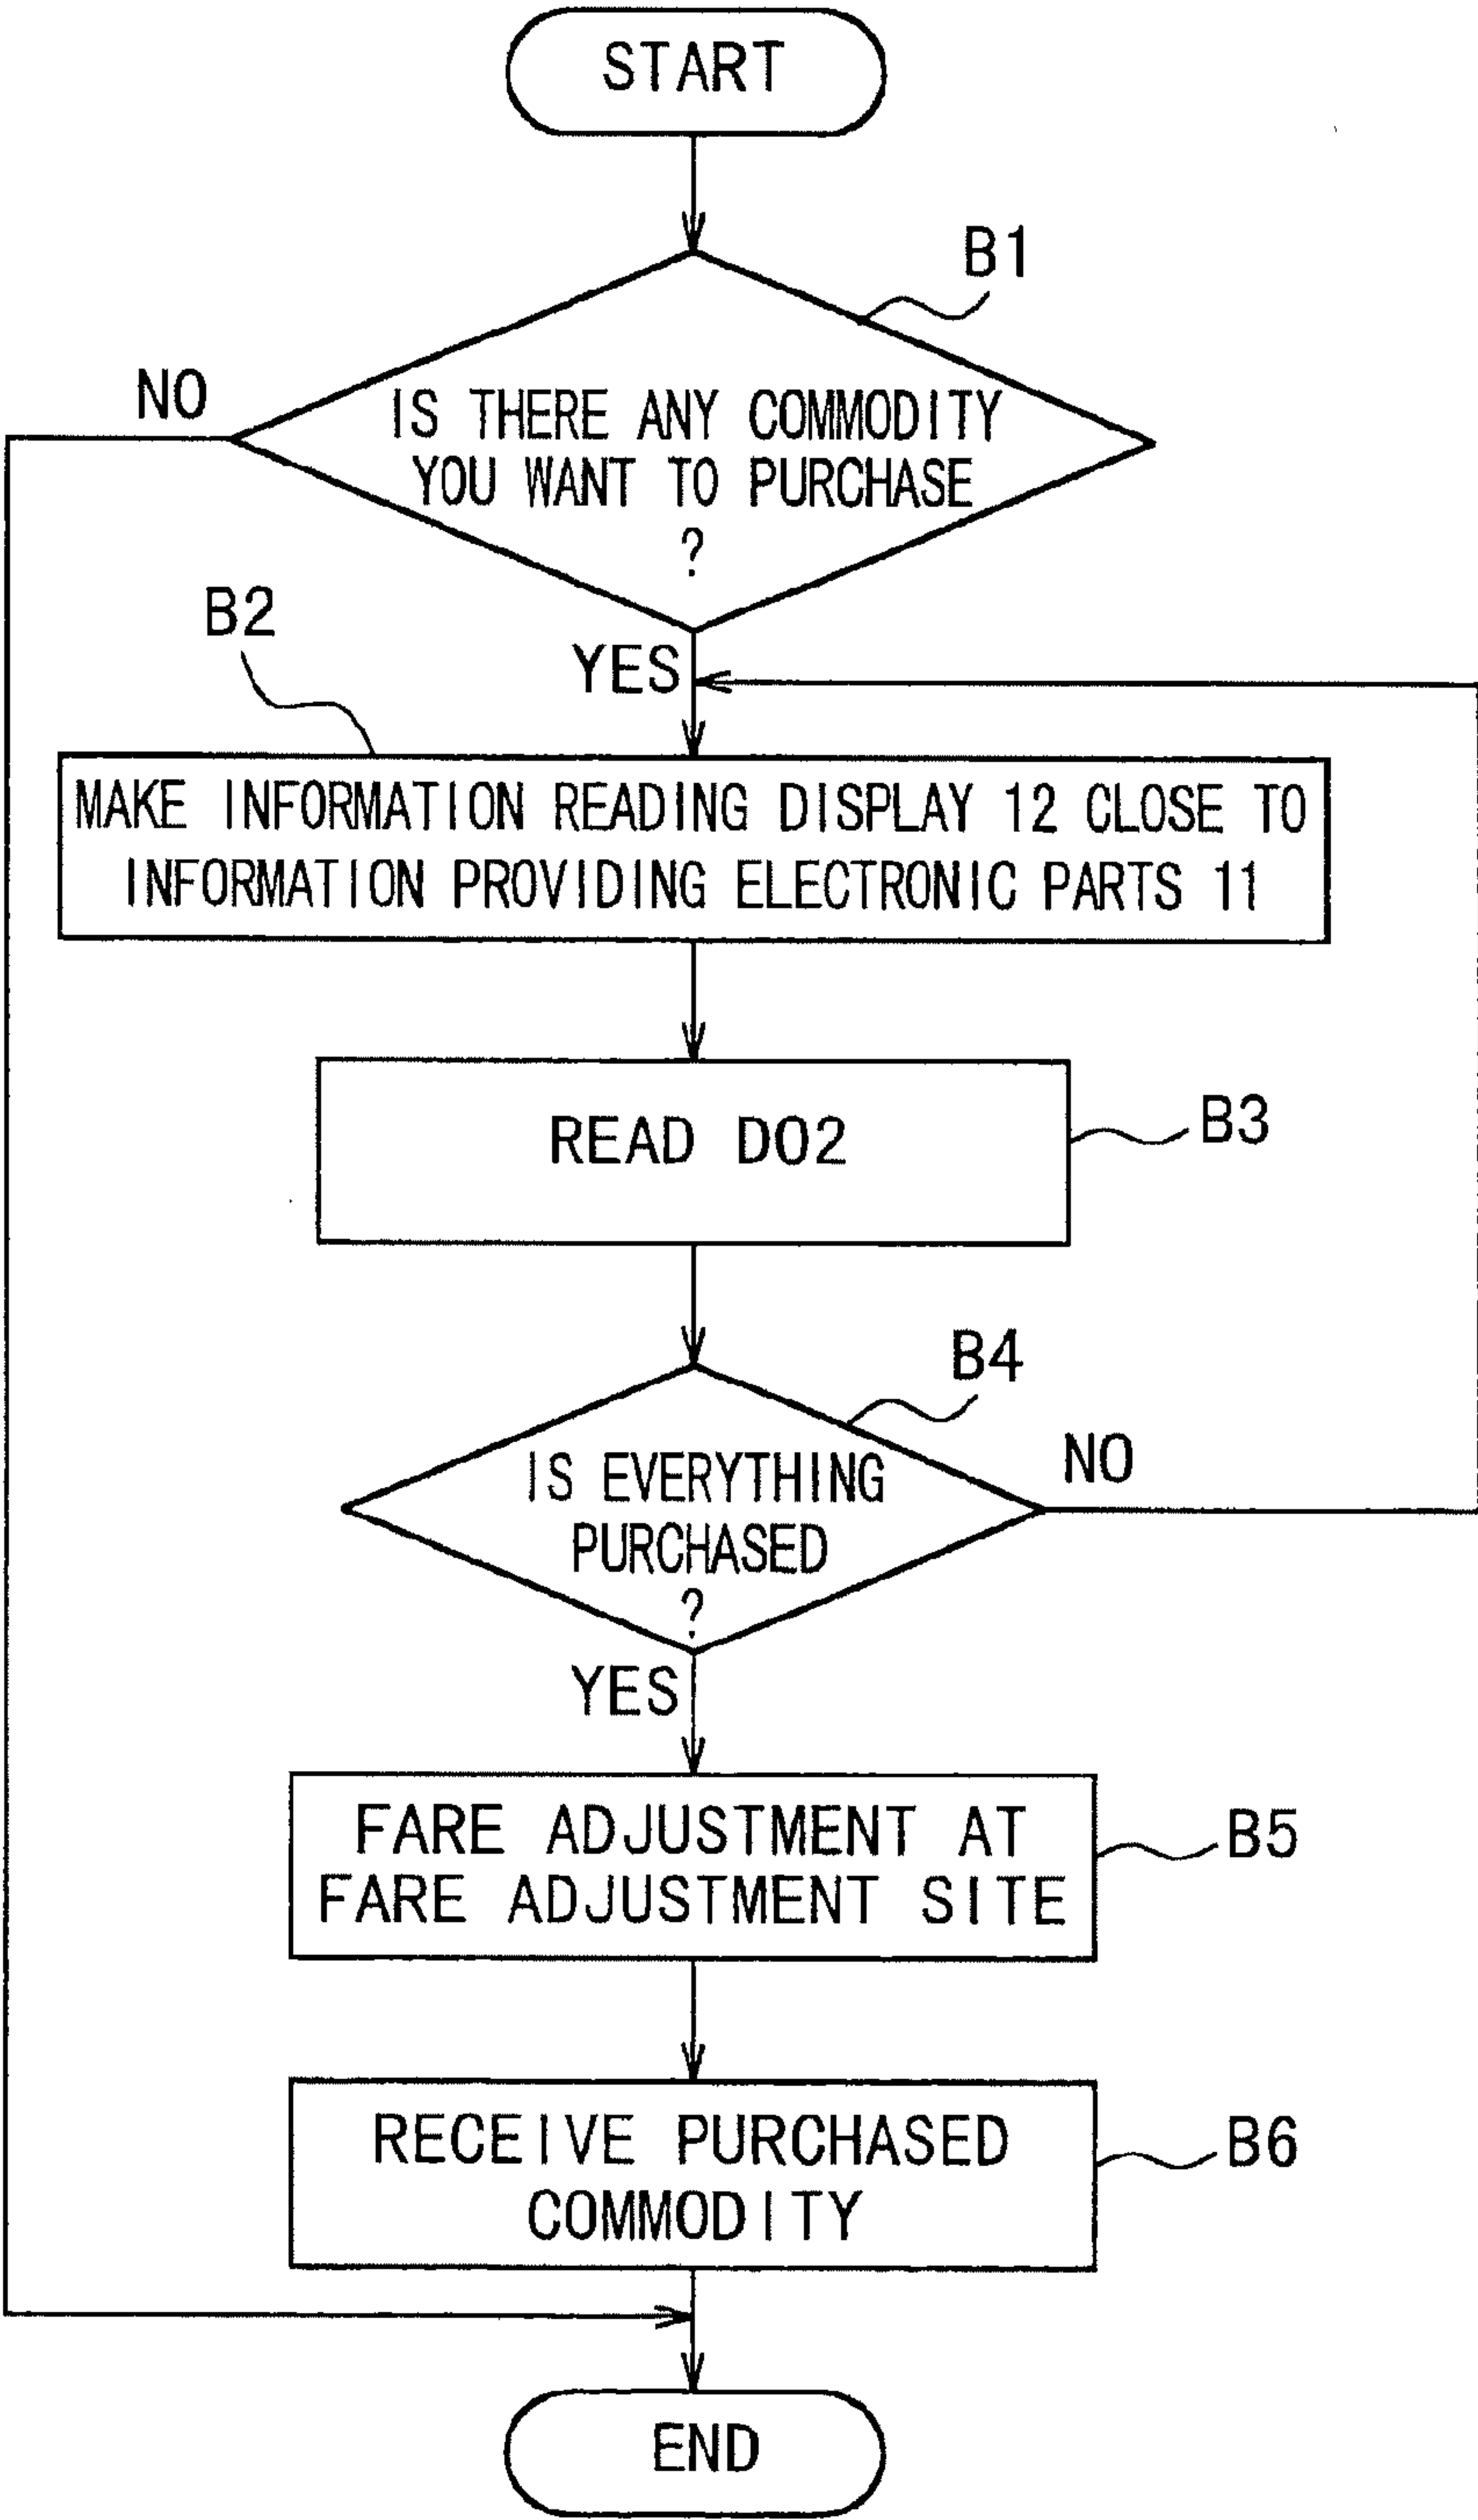 START
B1
NO
IS THERE ANY COMMODITY
YOU WANT TO PURCHASE
?
B2
YES
MAKE INFORMATION READING DISPLAY 12 CLOSE TO
INFORMATION PROVIDING ELECTRONIC PARTS 11
READ D02
B3
B4
IS EVERYTHING
PURCHASED
?
NO
YES
FARE ADJUSTMENT AT
FARE ADJUSTMENT SITE
B5
RECEIVE PURCHASED
COMMODITY
B6
END